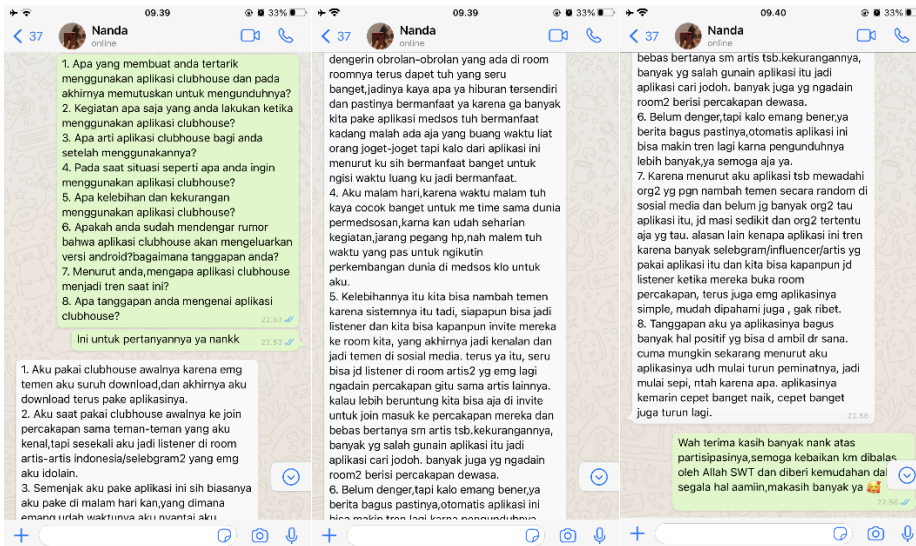 09.39
33%
37
Nanda
online
1. Apa yang membuat anda tertarik
menggunakan aplikasi clubhouse dan pada
akhirnya memutuskan untuk mengunduhnya?
2. Kegiatan apa saja yang anda lakukan ketika
menggunakan aplikasi clubhouse?
3. Apa arti aplikasi clubhouse bagi anda
setelah menggunakannya?
4. Pada saat situasi seperti apa anda ingin
menggunakan aplikasi clubhouse?
5. Apa kelebihan dan kekurangan
menggunakan aplikasi clubhouse?
6. Apakah anda sudah mendengar rumor
bahwa aplikasi clubhouse akan mengeluarkan
versi android?bagaimana tanggapan anda?
7. Menurut anda,mengapa aplikasi clubhouse
menjadi tren saat ini?
8. Apa tanggapan anda mengenai aplikasi
clubhouse?
22.53
Ini untuk pertanyannya ya nankk
22.53
1. Aku pakai clubhouse awalnya karena emg
temen aku suruh download,dan akhirnya aku
download terus pake aplikasinya.
2. Aku saat pakai clubhouse awalnya ke join
percakapan sama teman-teman yang aku
kenal,tapi sesekali aku jadi listener di room
artis-artis indonesia/selebgram2 yang emg
aku idolain.
3. Semenjak aku pake aplikasi ini sih biasanya
aku pake di malam hari kan,yang dimana
emang udah waktunya aku nyantai aku
09.39
33%
37
Nanda
online
dengerin obrolan-obrolan yang ada di room
roomnya terus dapet tuh yang seru
banget,jadinya kaya apa ya hiburan tersendiri
dan pastinya bermanfaat ya karena ga banyak
kita pake aplikasi medsos tuh bermanfaat
kadang malah ada aja yang buang waktu liat
orang joget-joget tapi kalo dari aplikasi ini
menurut ku sih bermanfaat banget untuk
ngisi waktu luang ku jadi bermanfaat.
4. Aku malam hari,karena waktu malam tuh
kaya cocok banget untuk me time sama dunia
permedsosan,karna kan udah seharian
kegiatan,jarang pegang hp,nah malem tuh
waktu yang pas untuk ngikutin
perkembangan dunia di medsos klo untuk
aku.
5. Kelebihannya itu kita bisa nambah temen
karena sistemnya itu tadi, siapapun bisa jadi
listener dan kita bisa kapanpun invite mereka
ke room kita, yang akhirnya jadi kenalan dan
jadi temen di sosial media. terus ya itu, seru
bisa jd listener di room artis2 yg emg lagi
ngadain percakapan gitu sama artis lainnya.
kalau lebih beruntung kita bisa aja di invite
untuk join masuk ke percakapan mereka dan
bebas bertanya sm artis tsb.kekurangannya,
banyak yg salah gunain aplikasi itu jadi
aplikasi cari jodoh. banyak juga yg ngadain
room2 berisi percakapan dewasa.
6. Belum denger,tapi kalo emang bener,ya
berita bagus pastinya,otomatis aplikasi ini
bisa makin tren lagi karna pengunduhnya
09.40
33%
37
Nanda
online
bebas bertanya sm artis tsb.kekurangannya,
banyak yg salah gunain aplikasi itu jadi
aplikasi cari jodoh. banyak juga yg ngadain
room2 berisi percakapan dewasa.
6. Belum denger,tapi kalo emang bener,ya
berita bagus pastinya,otomatis aplikasi ini
bisa makin tren lagi karna pengunduhnya
lebih banyak,ya semoga aja ya.
7. Karena menurut aku aplikasi tsb mewadahi
org2 yg pgn nambah temen secara random di
sosial media dan belum jg banyak org2 tau
aplikasi itu, jd masi sedikit dan org2 tertentu
aja yg tau. alasan lain kenapa aplikasi ini tren
karena banyak selebgram/influencer/artis yg
pakai aplikasi itu dan kita bisa kapanpun jd
listener ketika mereka buka room
percakapan, terus juga emg aplikasinya
simple, mudah dipahami juga , gak ribet.
8. Tanggapan aku ya aplikasinya bagus
banyak hal positif yg bisa d ambil dr sana.
cuma mungkin sekarang menurut aku
aplikasinya udh mulai turun peminatnya, jadi
mulai sepi, ntah karena apa. aplikasinya
kemarin cepet banget naik, cepet banget
juga turun lagi.
22.56
Wah terima kasih banyak nank atas
partisipasinya,semoga kebaikan km dibalas
oleh Allah SWT dan diberi kemudahan dal
segala hal aamiin,makasih banyak ya 🥰
22.56